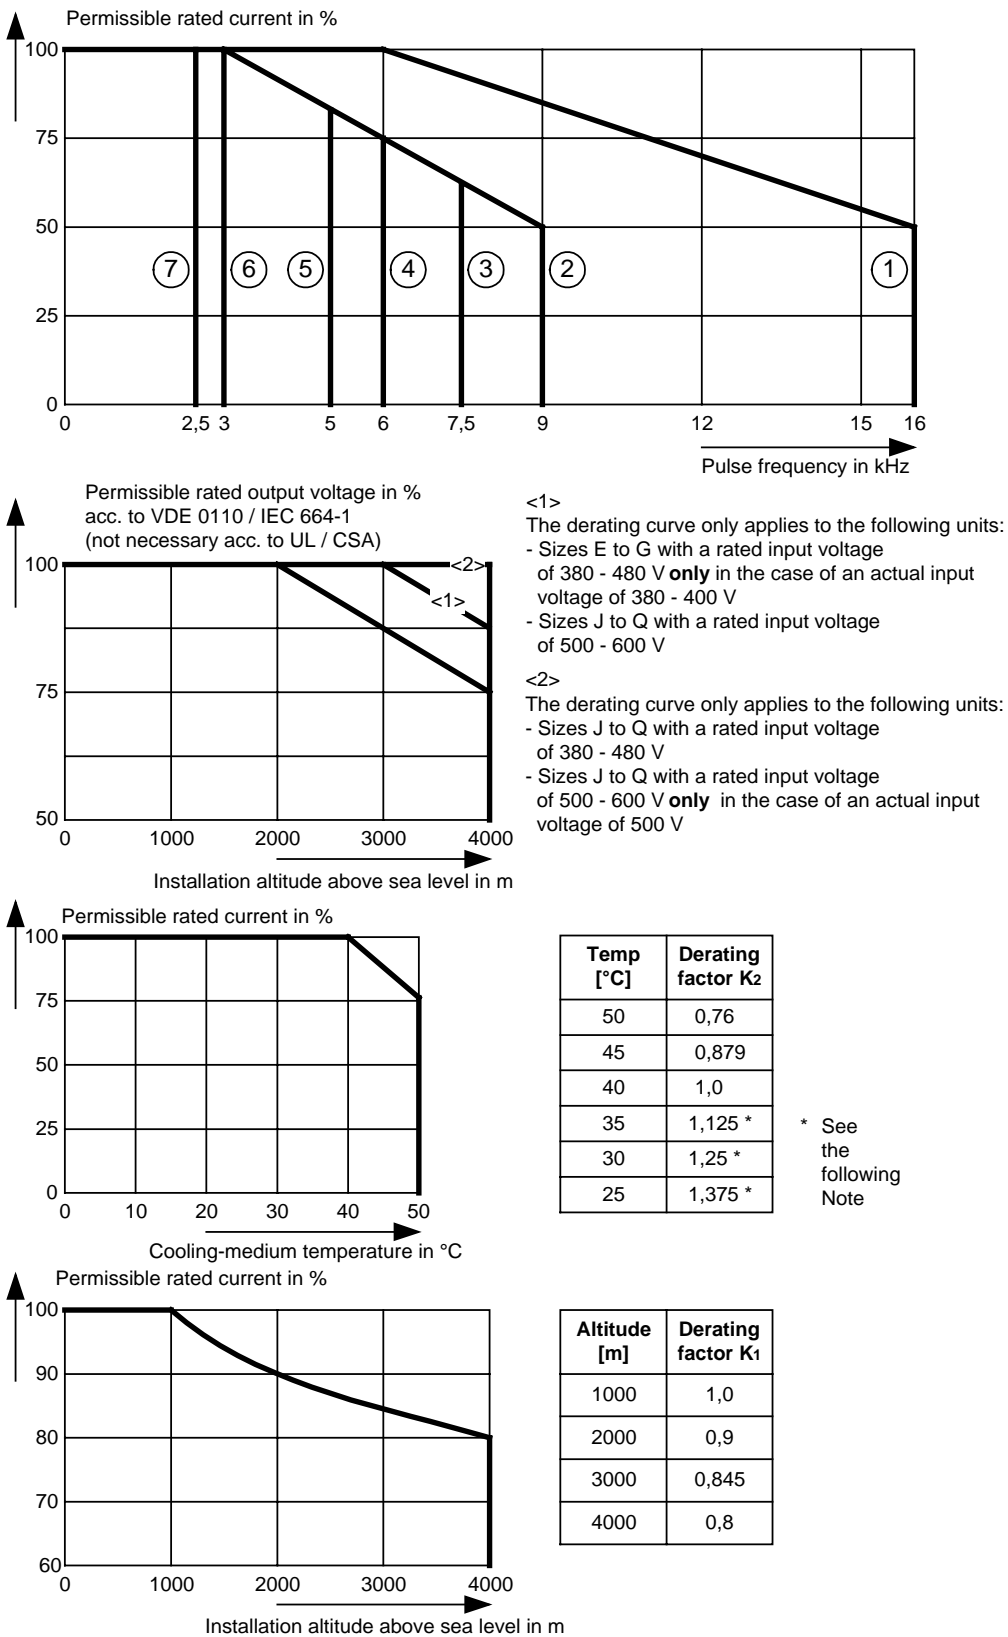 Permissible rated current in %
100
75
50
25
0
7 6 5 4 3 2 1
0 2,5 3 5 6 7,5 9 12 15 16
Pulse frequency in kHz
Permissible rated output voltage in %
acc. to VDE 0110 / IEC 664-1
(not necessary acc. to UL / CSA)
100
<2>
<1>
75
50
0 1000 2000 3000 4000
Installation altitude above sea level in m
<1>
The derating curve only applies to the following units:
- Sizes E to G with a rated input voltage
of 380 - 480 V only in the case of an actual input
voltage of 380 - 400 V
- Sizes J to Q with a rated input voltage
of 500 - 600 V
<2>
The derating curve only applies to the following units:
- Sizes J to Q with a rated input voltage
of 380 - 480 V
- Sizes J to Q with a rated input voltage
of 500 - 600 V only in the case of an actual input
voltage of 500 V
Permissible rated current in %
100
75
50
25
0
0 10 20 30 40 50
Cooling-medium temperature in °C
Temp Derating
[°C] factor K2
50 0,76
45 0,879
40 1,0
35 1,125 *
30 1,25 *
25 1,375 *
* See
the
following
Note
Permissible rated current in %
100
90
80
70
60
0 1000 2000 3000 4000
Installation altitude above sea level in m
Altitude Derating
[m] factor K1
1000 1,0
2000 0,9
3000 0,845
4000 0,8